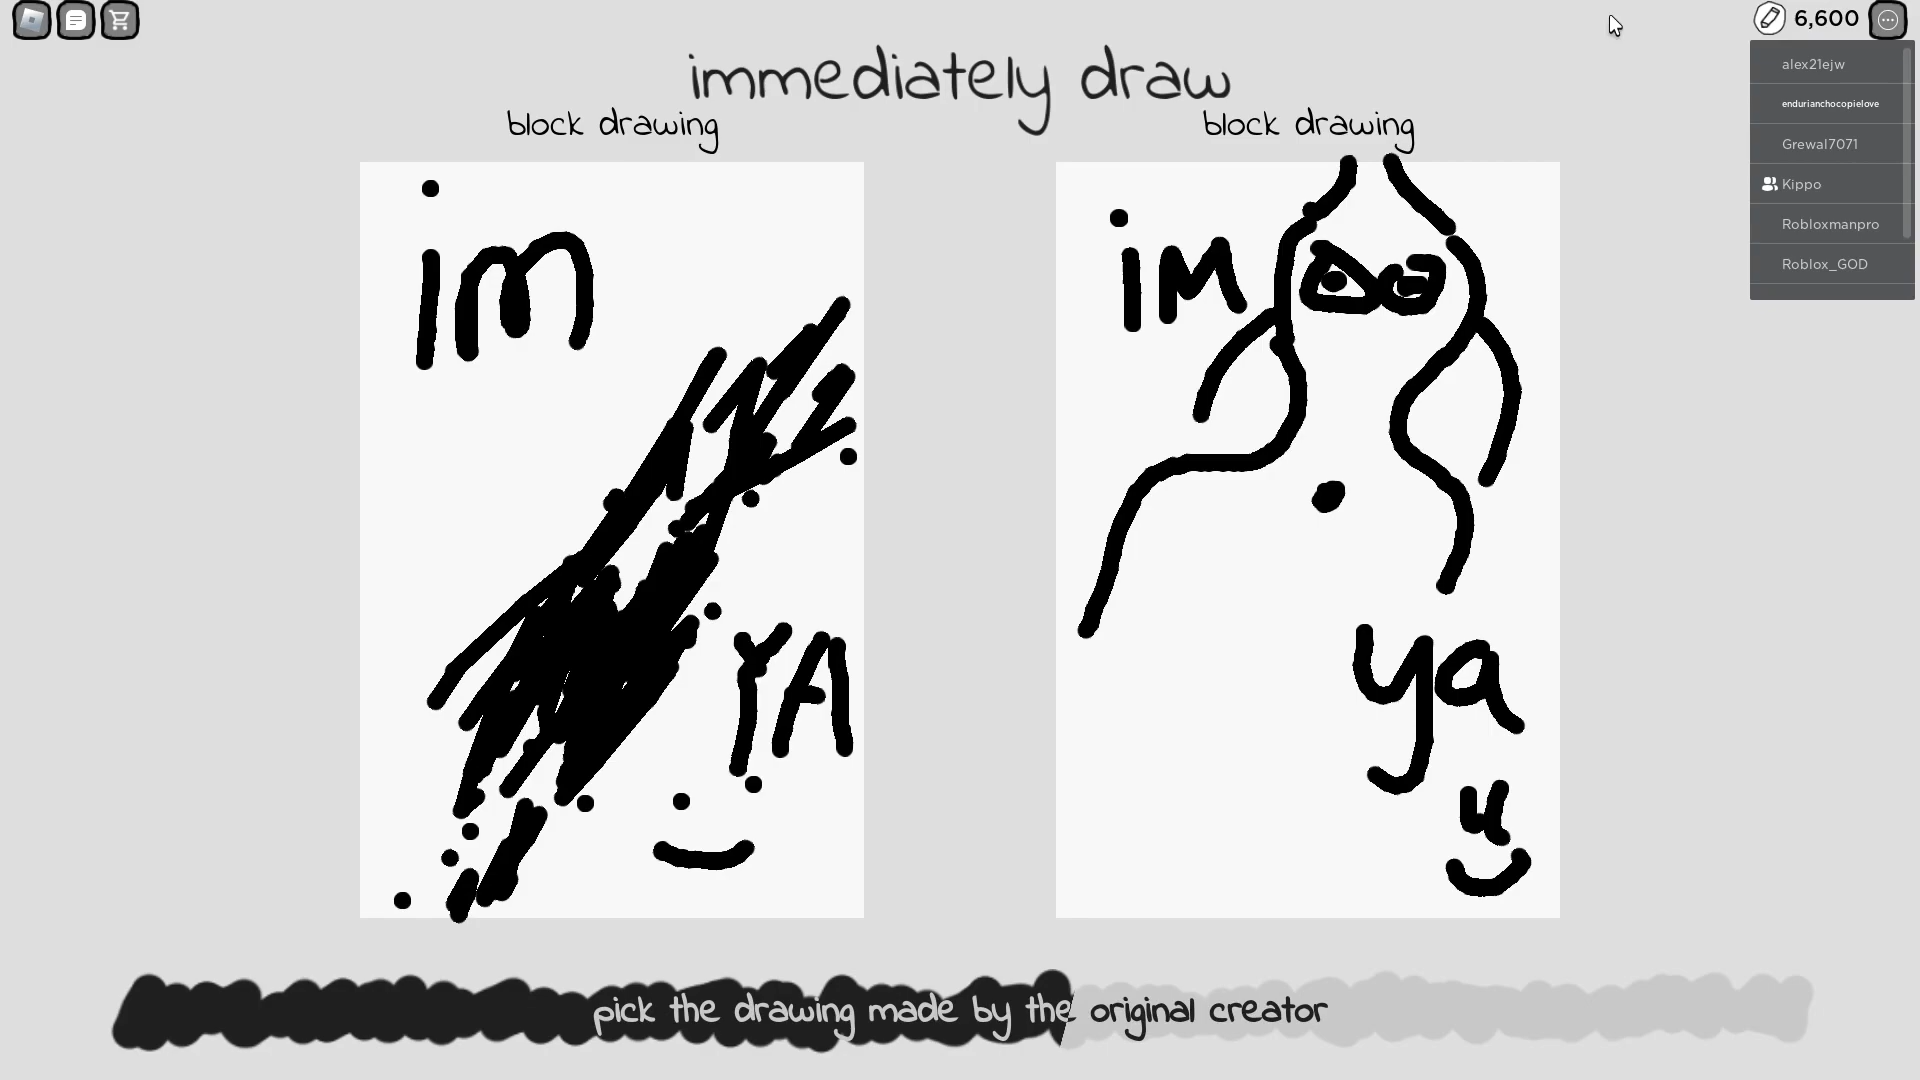 6,600
immediately draw
block drawing
block drawing
alex21ejw
endurianchocopielove
Grewal7071
Kippo
Robloxmanpro
Roblox_GOD
im
YA
iM
ya
pick the drawing made by the original creator